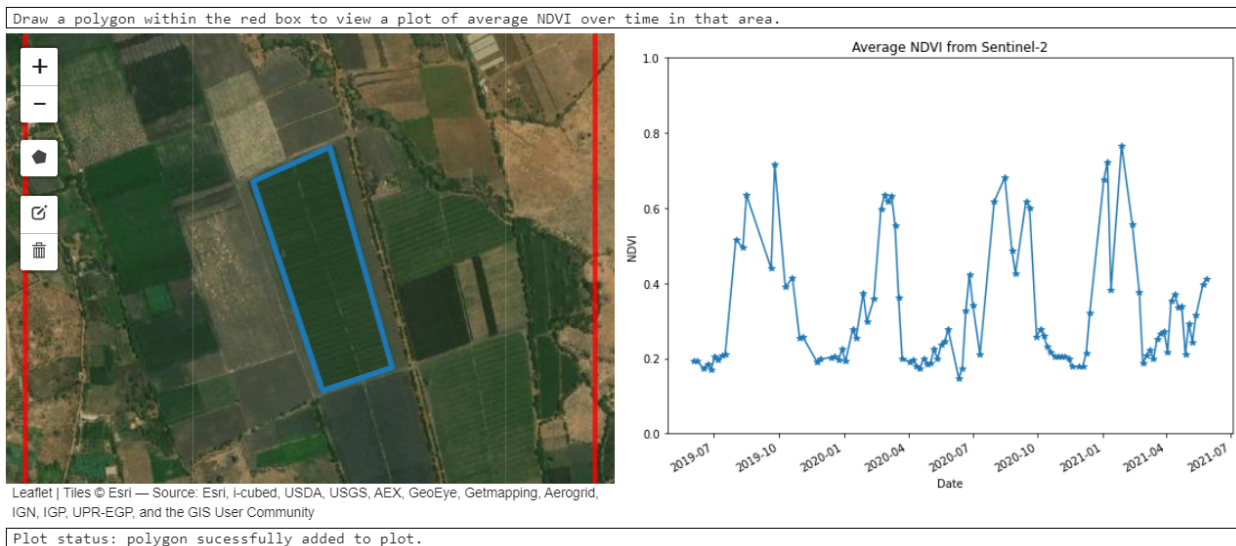 Draw a polygon within the red box to view a plot of average NDVI over time in that area.
+
−
Leaflet | Tiles © Esri — Source: Esri, i-cubed, USDA, USGS, AEX, GeoEye, Getmapping, Aerogrid,
IGN, IGP, UPR-EGP, and the GIS User Community
Average NDVI from Sentinel-2
1.0
0.8
0.6
0.4
0.2
0.0
NDVI
2019-07 2019-10 2020-01 2020-04 2020-07 2020-10 2021-01 2021-04 2021-07
Date
Plot status: polygon sucessfully added to plot.